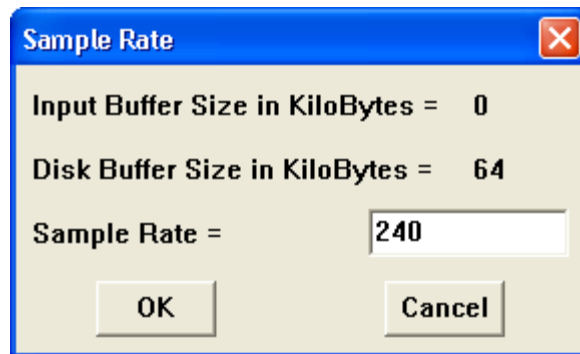 Sample Rate
Input Buffer Size in KiloBytes = 0
Disk Buffer Size in KiloBytes = 64
Sample Rate = 240
OK Cancel